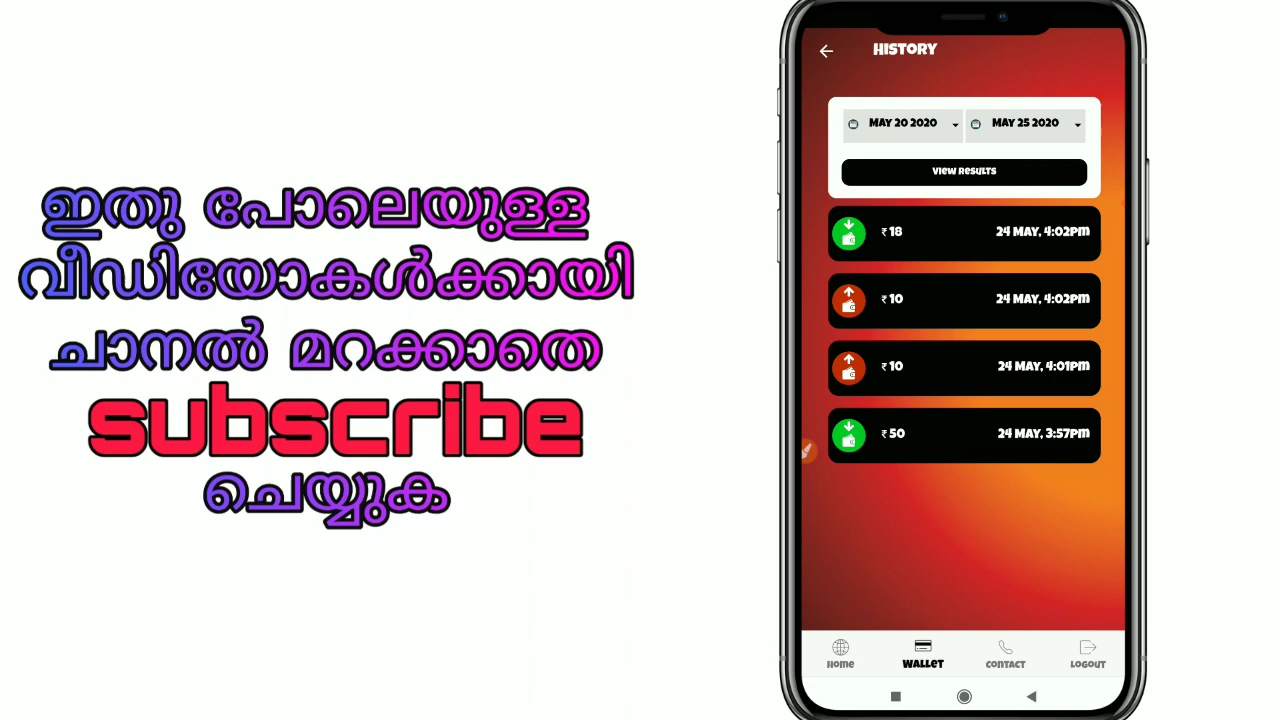 ഇതു പോലെയുള്ള
വീഡിയോകൾക്കായി
ചാനൽ മറക്കാതെ
subscribe
ചെയ്യുക
HISTORY
MAY 20 2020 MAY 25 2020
VIEW RESULTS
₹ 18 24 MAY, 4:02PM
₹ 10 24 MAY, 4:02PM
₹ 10 24 MAY, 4:01PM
₹ 50 24 MAY, 3:57PM
HOME WALLET CONTACT LOGOUT